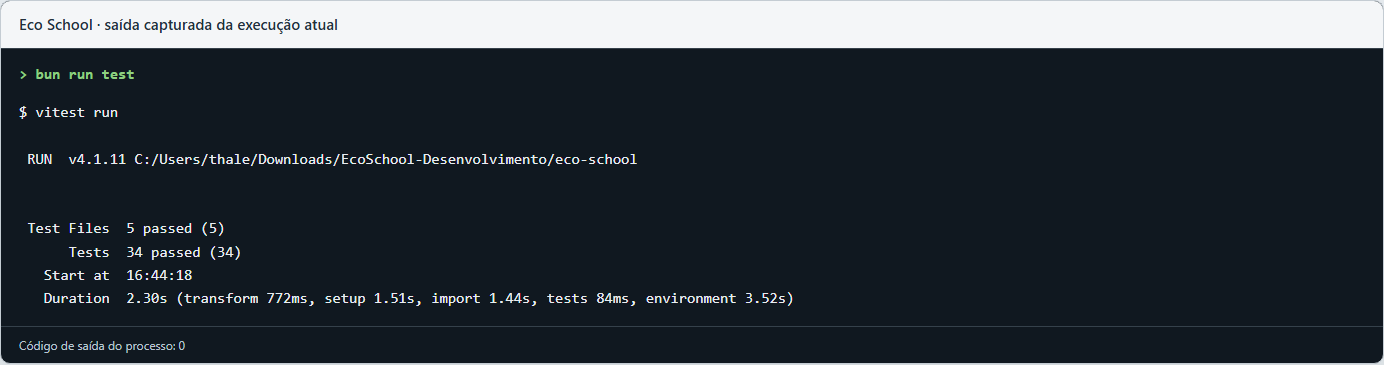 Eco School · saída capturada da execução atual
> bun run test
$ vitest run
RUN  v4.1.11 C:/Users/thale/Downloads/EcoSchool-Desenvolvimento/eco-school
Test Files  5 passed (5)
Tests  34 passed (34)
Start at  16:44:18
Duration  2.30s (transform 772ms, setup 1.51s, import 1.44s, tests 84ms, environment 3.52s)
Código de saída do processo: 0